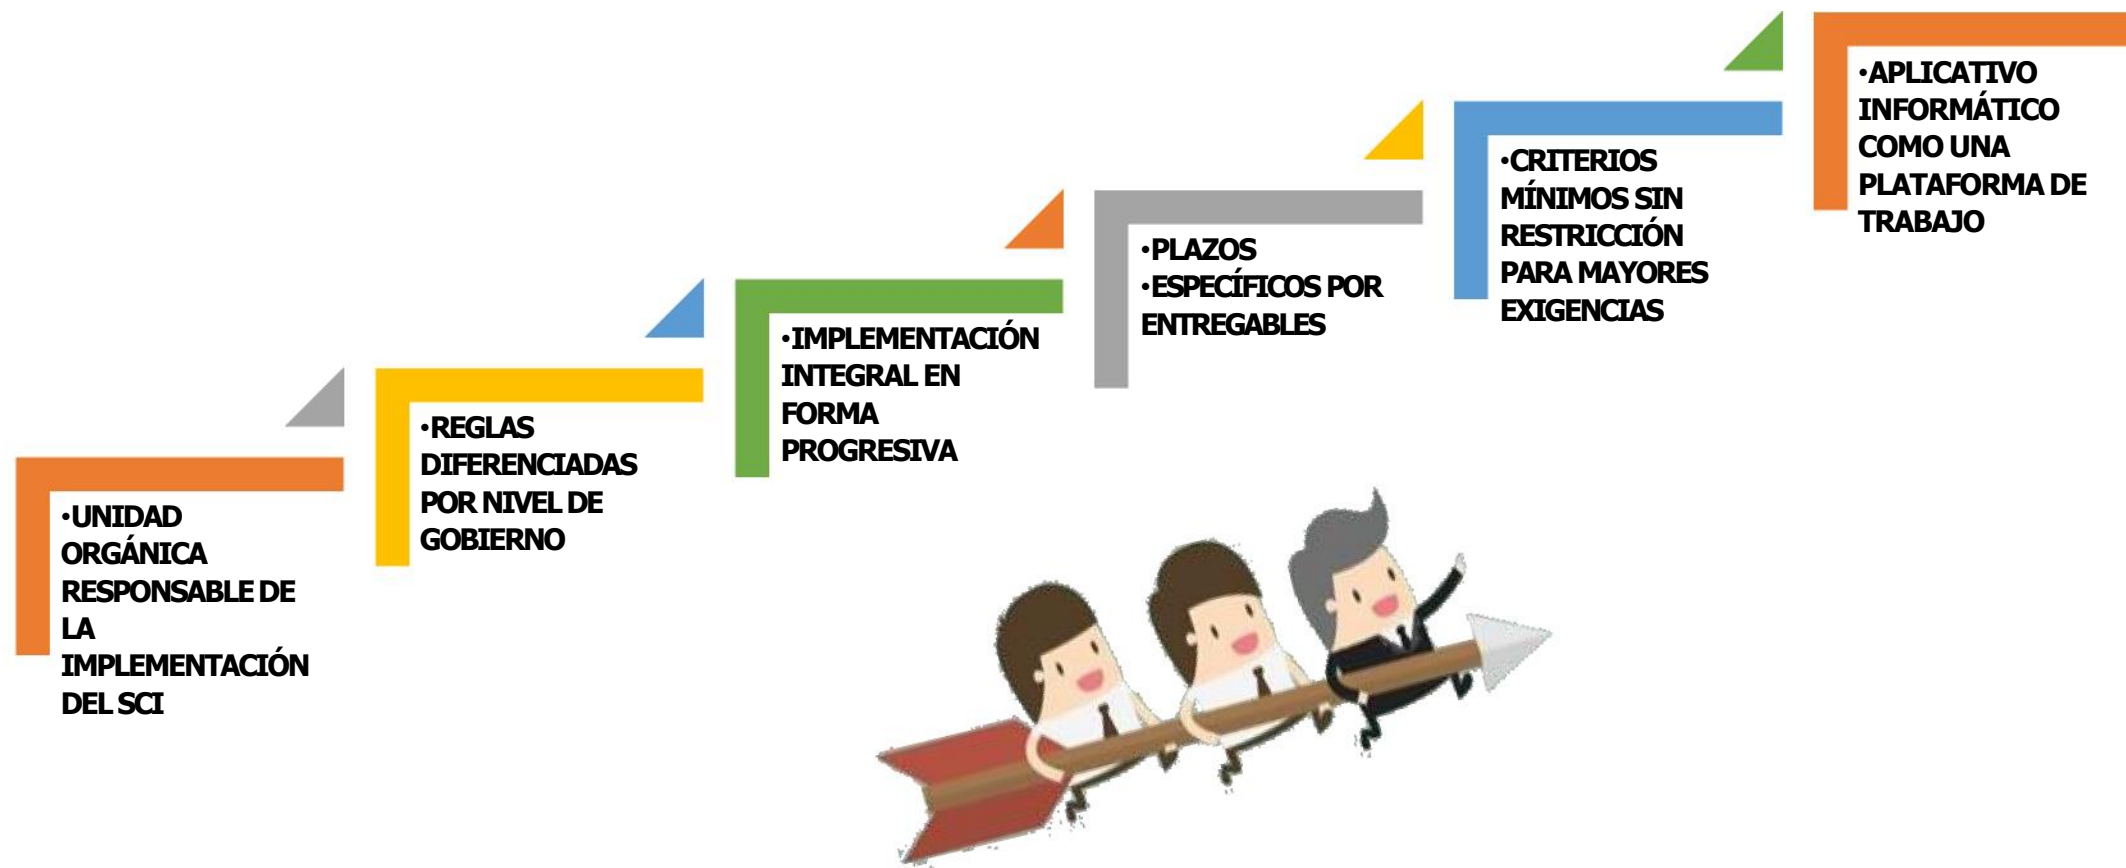 •UNIDAD
ORGÁNICA
RESPONSABLE DE
LA
IMPLEMENTACIÓN
DEL SCI
•REGLAS
DIFERENCIADAS
POR NIVEL DE
GOBIERNO
•IMPLEMENTACIÓN
INTEGRAL EN
FORMA
PROGRESIVA
•PLAZOS
•ESPECÍFICOS POR
ENTREGABLES
•CRITERIOS
MÍNIMOS SIN
RESTRICCIÓN
PARA MAYORES
EXIGENCIAS
•APLICATIVO
INFORMÁTICO
COMO UNA
PLATAFORMA DE
TRABAJO